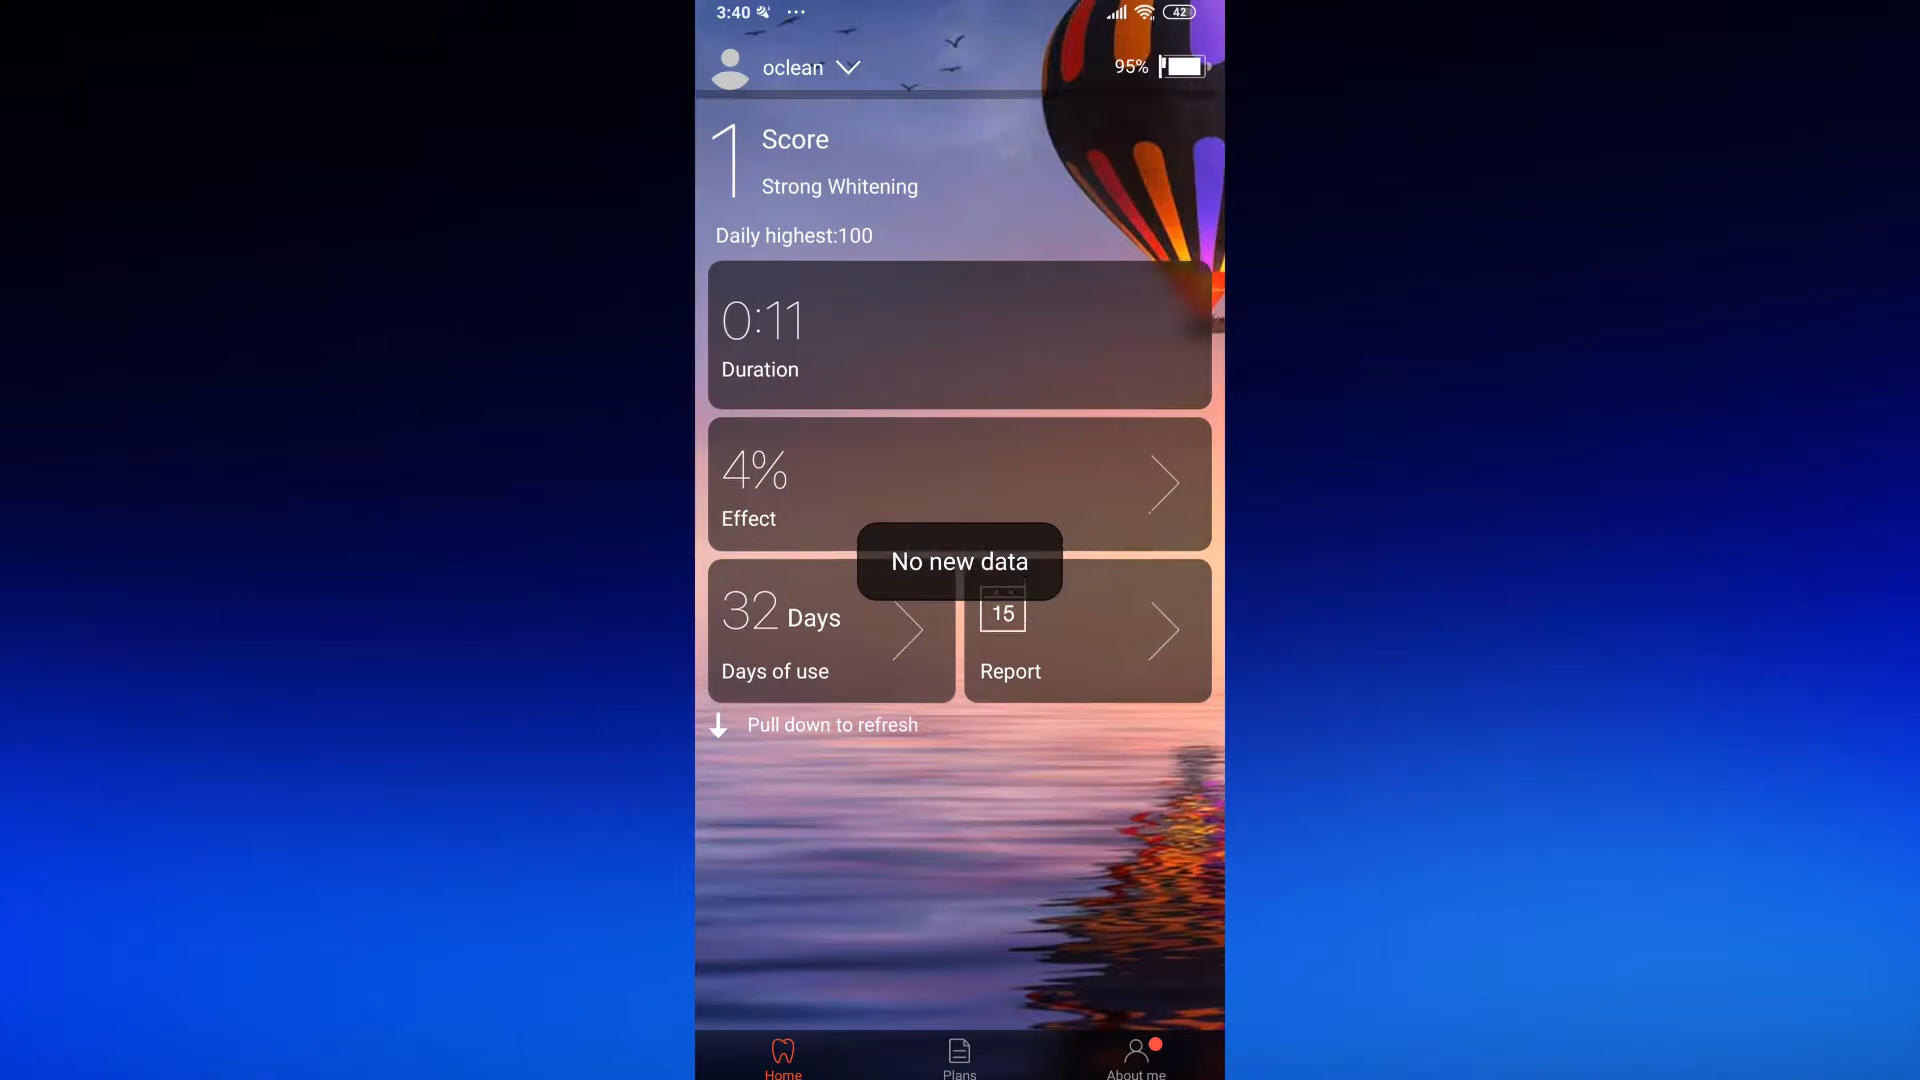 3:40 ... 42
oclean 95%
1 Score
Strong Whitening
Daily highest:100
0:11
Duration
4%
Effect
No new data
32 Days 15
Days of use Report
Pull down to refresh
Home Plans About me